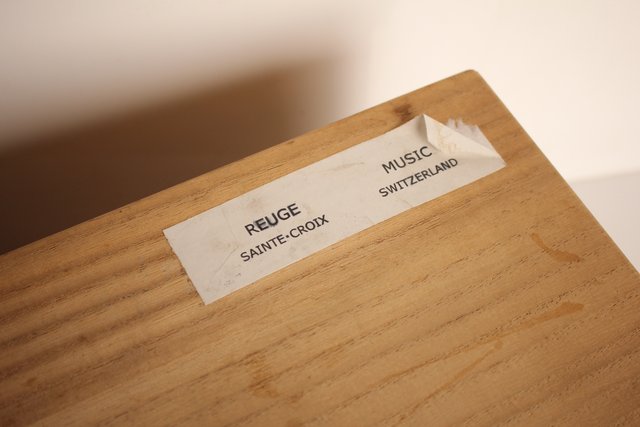 REUGE MUSIC
SAINTE·CROIX SWITZERLAND